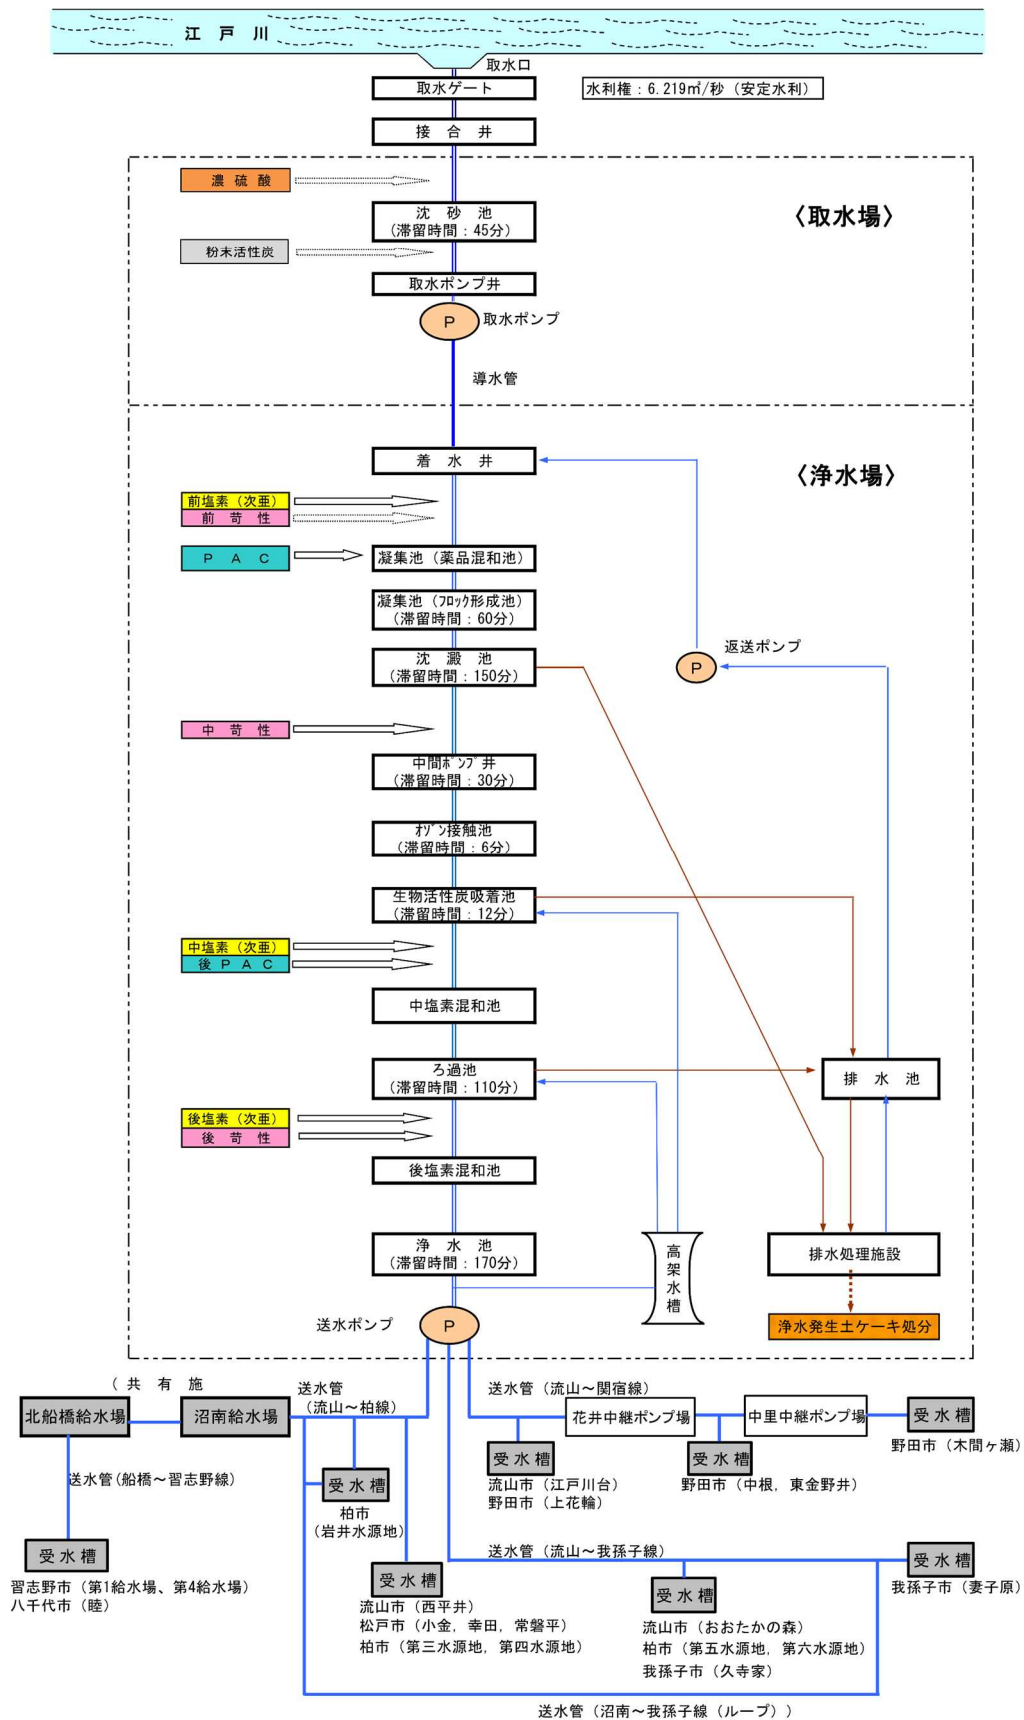 江戸川
取水口
取水ゲート
水利権：6.219㎥/秒（安定水利）
接合井
濃硫酸
〈取水場〉
沈砂池
（滞留時間：45分）
粉末活性炭
取水ポンプ井
P
取水ポンプ
導水管
着水井
〈浄水場〉
前塩素（次亜）
前苛性
ＰＡＣ
凝集池（薬品混和池）
凝集池（ﾌﾛｯｸ形成池）
（滞留時間：60分）
沈澱池
（滞留時間：150分）
返送ポンプ
P
中苛性
中間ﾎﾟﾝﾌﾟ井
（滞留時間：30分）
ｵｿﾞﾝ接触池
（滞留時間：6分）
生物活性炭吸着池
（滞留時間：12分）
中塩素（次亜）
後ＰＡＣ
中塩素混和池
ろ過池
（滞留時間：110分）
排水池
後塩素（次亜）
後苛性
後塩素混和池
浄水池
（滞留時間：170分）
高架水槽
排水処理施設
送水ポンプ
P
浄水発生土ケーキ処分
（共有施
送水管
（流山～柏線）
送水管（流山～関宿線）
北船橋給水場
沼南給水場
花井中継ポンプ場
中里中継ポンプ場
受水槽
野田市（木間ヶ瀬）
受水槽
流山市（江戸川台）
野田市（上花輪）
受水槽
野田市（中根，東金野井）
送水管（船橋～習志野線）
受水槽
柏市
（岩井水源地）
受水槽
習志野市（第1給水場、第4給水場）
八千代市（睦）
送水管（流山～我孫子線）
受水槽
流山市（西平井）
松戸市（小金，幸田，常磐平）
柏市（第三水源地，第四水源地）
受水槽
流山市（おおたかの森）
柏市（第五水源地，第六水源地）
我孫子市（久寺家）
受水槽
我孫子市（妻子原）
送水管（沼南～我孫子線（ループ））